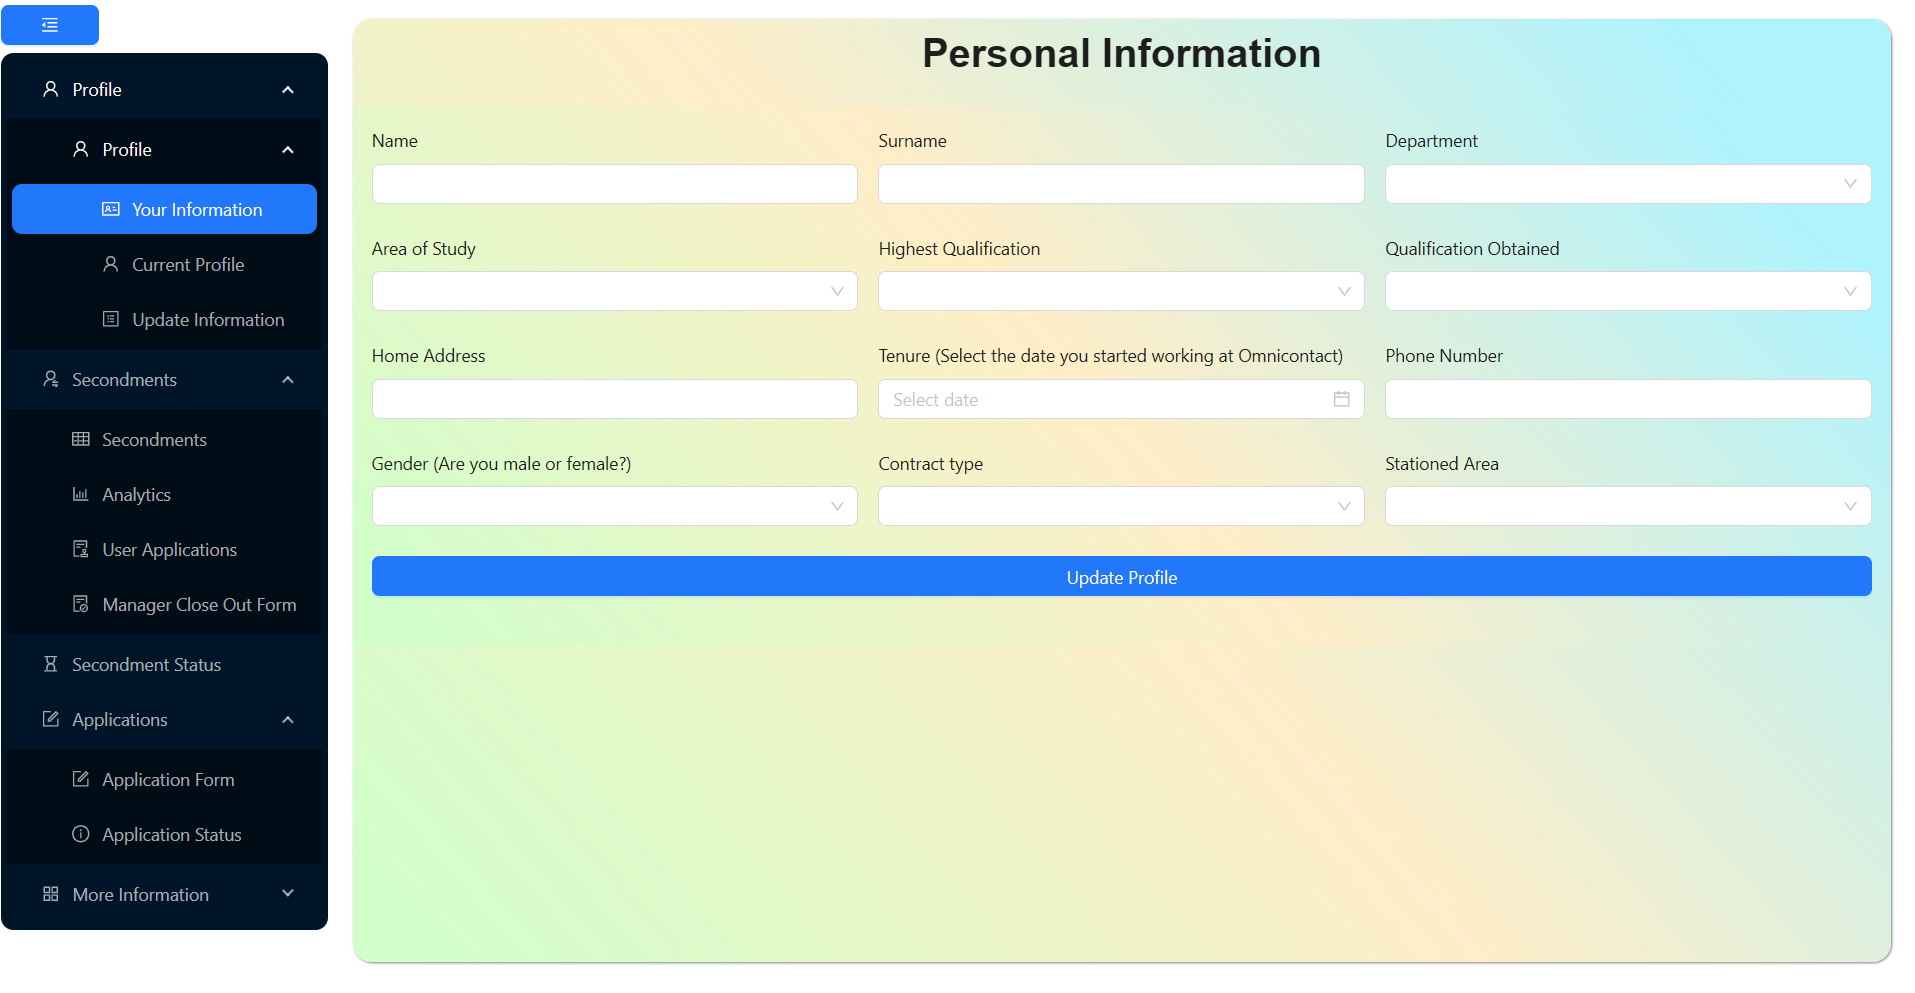 Profile
Profile
Your Information
Current Profile
Update Information
Secondments
Secondments
Analytics
User Applications
Manager Close Out Form
Secondment Status
Applications
Application Form
Application Status
More Information
Personal Information
Name
Surname
Department
Area of Study
Highest Qualification
Qualification Obtained
Home Address
Tenure (Select the date you started working at Omnicontact)
Select date
Phone Number
Gender (Are you male or female?)
Contract type
Stationed Area
Update Profile